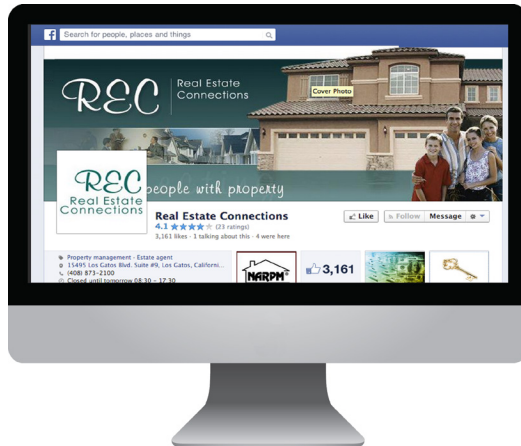 f
Search for people, places and things
REC
Real Estate
Connections
Cover Photo
people with property
REC
Real Estate
Connections
Real Estate Connections
4.1 ★★★★☆ (23 ratings)
3,161 likes · 1 talking about this · 4 were here
Like
Follow
Message
Property management · Estate agent
15495 Los Gatos Blvd. Suite #9, Los Gatos, Californi...
(408) 873-2100
Closed until tomorrow 08:30 - 17:30
NARPM®
3,161